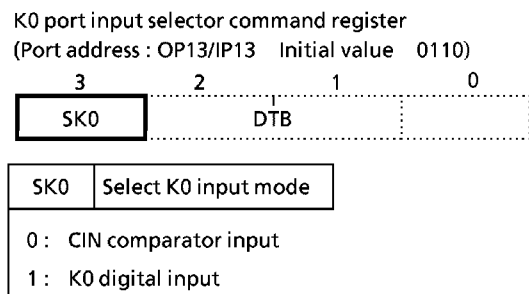 K0 port input selector command register
(Port address : OP13/IP13 Initial value 0110)
3 2 1 0
SK0 DTB
SK0 Select K0 input mode
0 : CIN comparator input
1 : K0 digital input